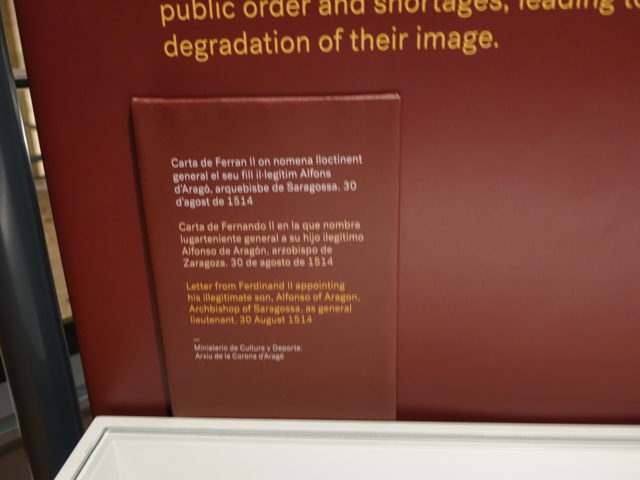 public order and shortages, leading to
degradation of their image.
Carta de Ferran II on nomena lloctinent
general el seu fill il·legítim Alfons
d'Aragó, arquebisbe de Saragossa. 30
d'agost de 1514
Carta de Fernando II en la que nombra
lugarteniente general a su hijo ilegítimo
Alfonso de Aragón, arzobispo de
Zaragoza. 30 de agosto de 1514
Letter from Ferdinand II appointing
his illegitimate son, Alfonso of Aragon,
Archbishop of Saragossa, as general
lieutenant. 30 August 1514
Ministerio de Cultura y Deporte.
Arxiu de la Corona d'Aragó